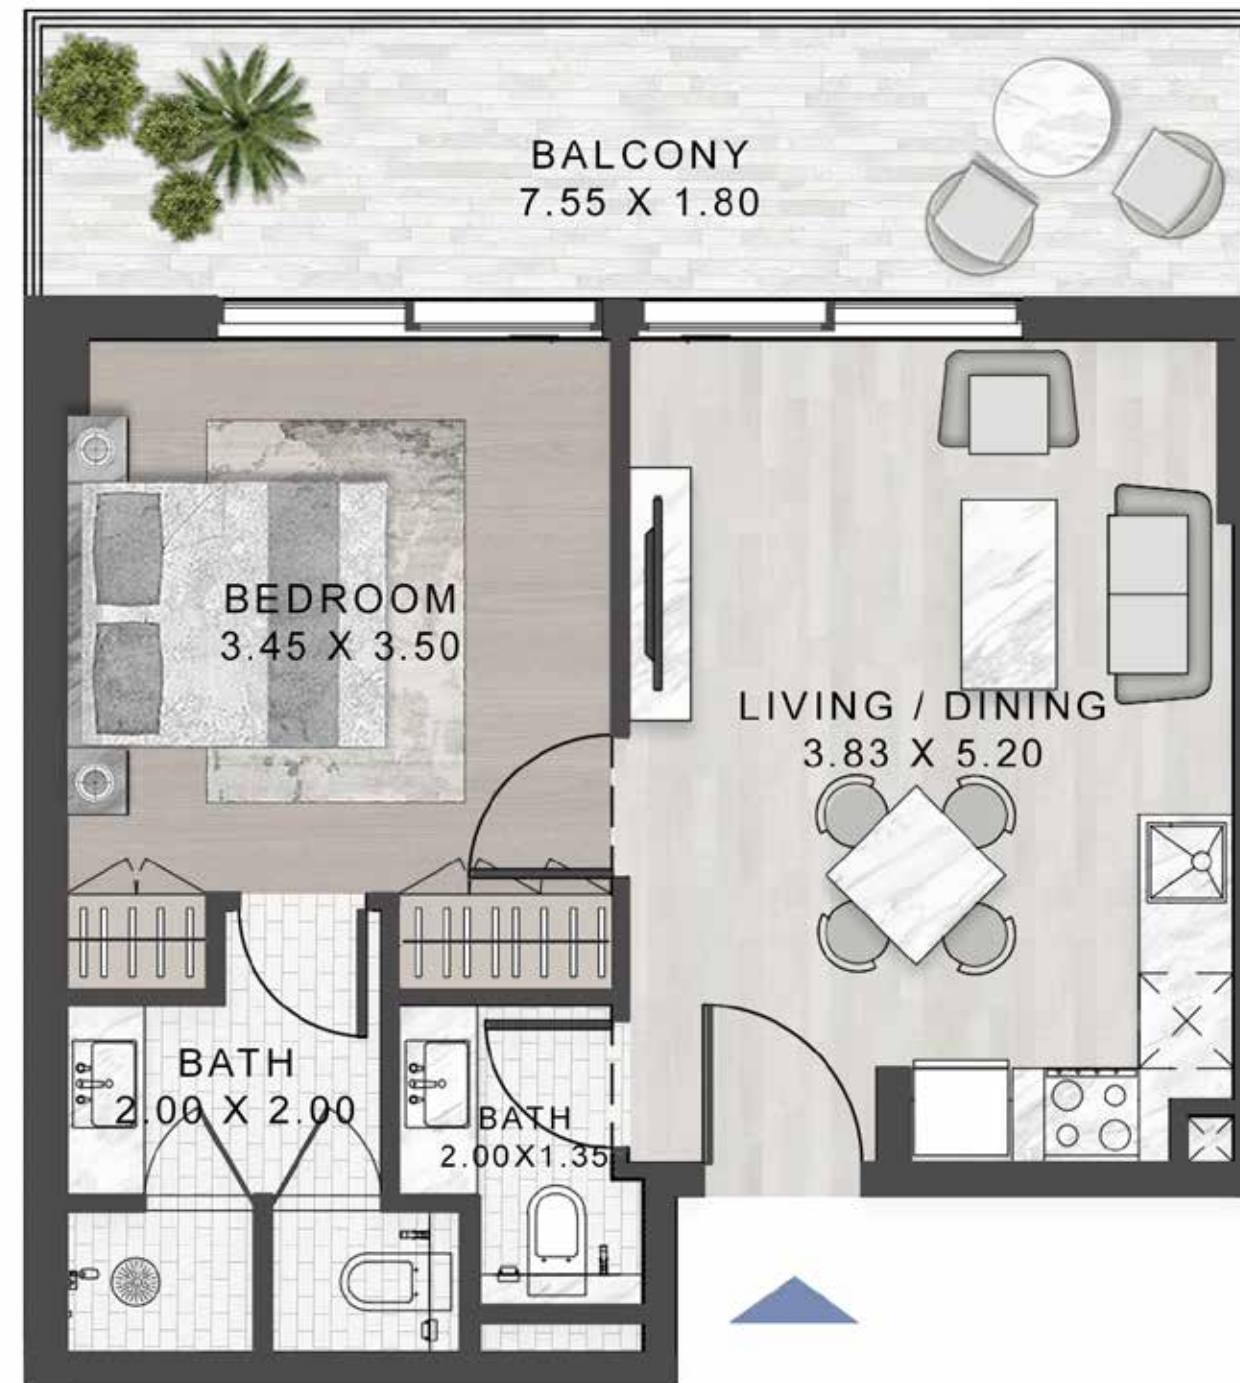 BALCONY
7.55 X 1.80
BEDROOM
3.45 X 3.50
LIVING / DINING
3.83 X 5.20
BATH
2.00 X 2.00
BATH
2.00X1.35